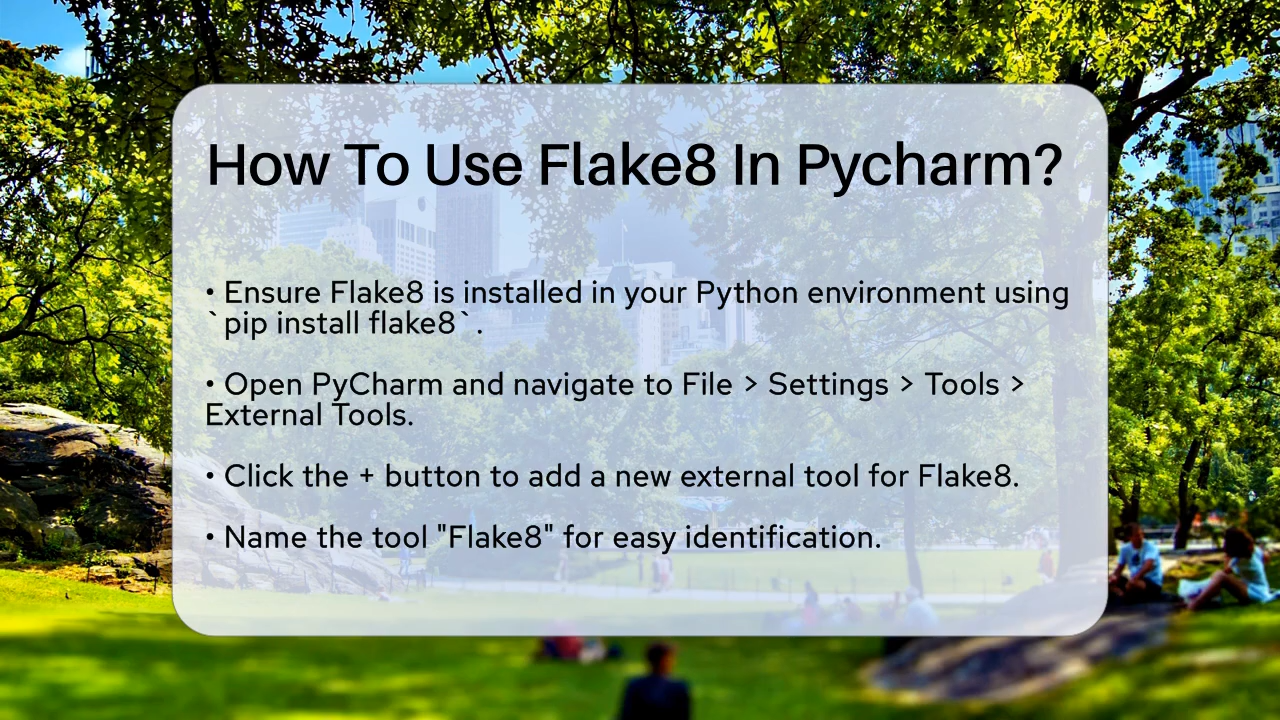 How To Use Flake8 In Pycharm?
• Ensure Flake8 is installed in your Python environment using
`pip install flake8`.
• Open PyCharm and navigate to File > Settings > Tools >
External Tools.
• Click the + button to add a new external tool for Flake8.
• Name the tool "Flake8" for easy identification.